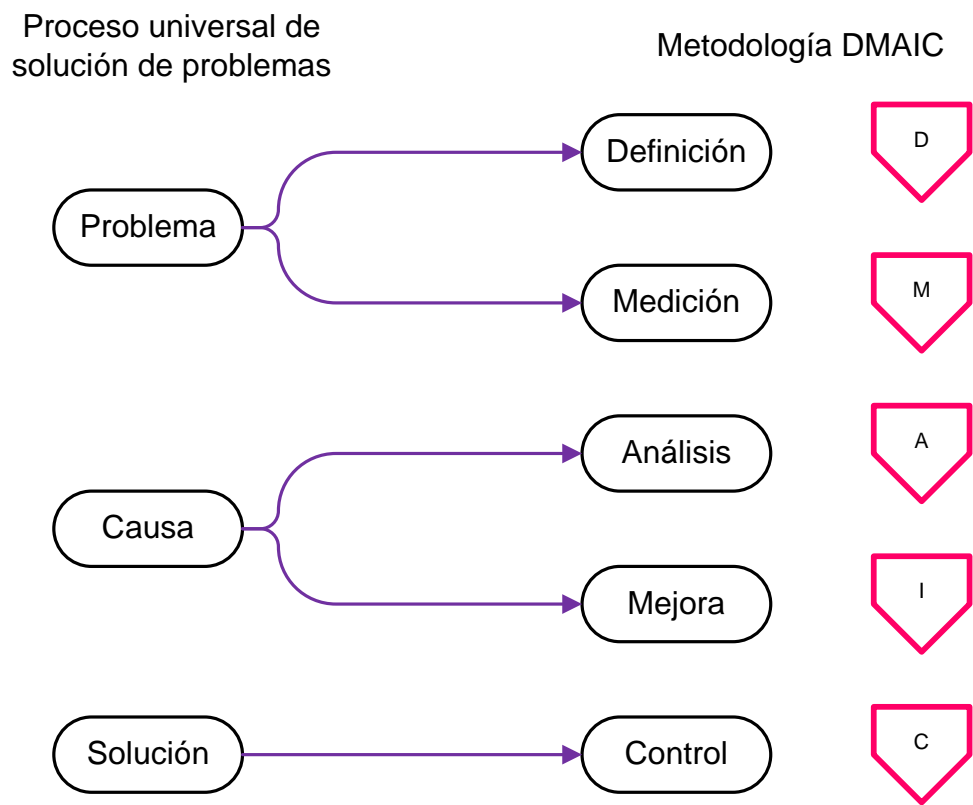 Proceso universal de
solución de problemas
Metodología DMAIC
Definición
D
Problema
Medición
M
Análisis
A
Causa
Mejora
I
Solución
Control
C